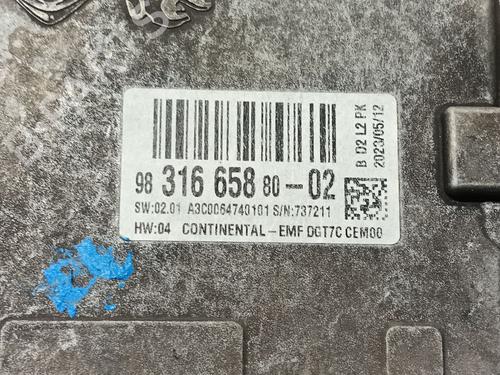 98 316 658 80-02
SW:02.01 A3C0064740101 S/N:737211
HW:04 CONTINENTAL-EMF DGT7C CEM00
B D2 L2 PK
2023/05/12